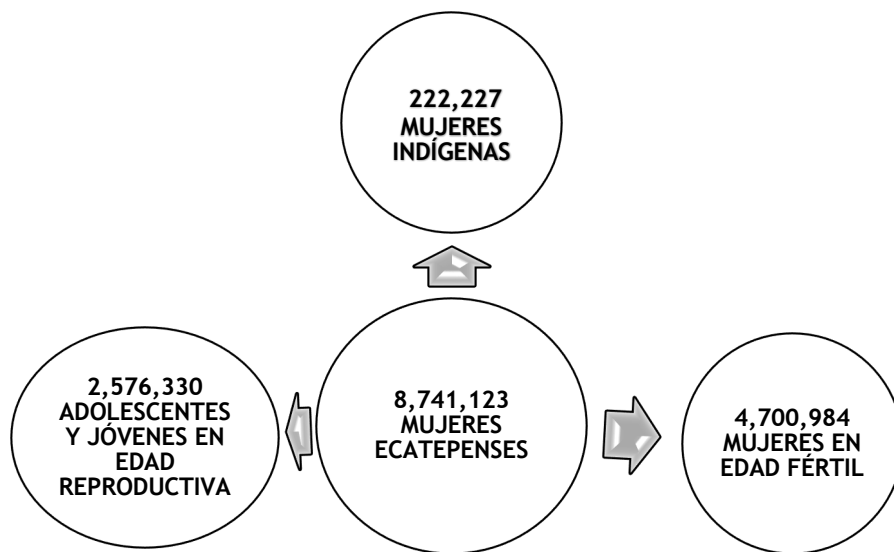 222,227
MUJERES
INDÍGENAS
2,576,330
ADOLESCENTES
Y JÓVENES EN
EDAD
REPRODUCTIVA
8,741,123
MUJERES
ECATEPENSES
4,700,984
MUJERES EN
EDAD FÉRTIL